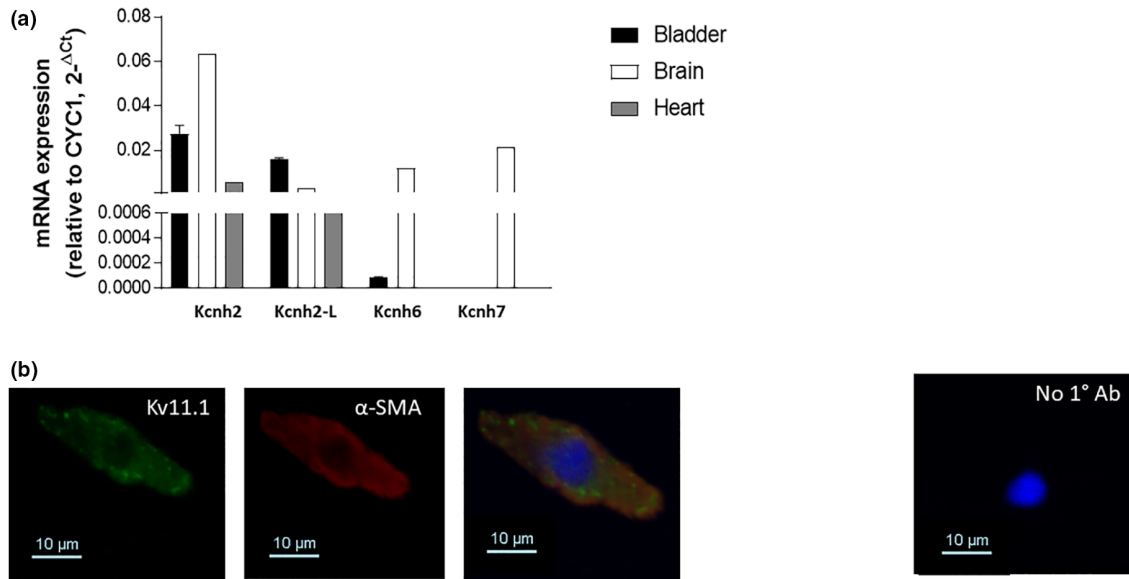 (a)
mRNA expression
(relative to CYC1, 2-ΔCt)
0.08
0.06
0.04
0.02
0.0006
0.0004
0.0002
0.0000
Kcnh2 Kcnh2-L Kcnh6 Kcnh7
Bladder
Brain
Heart
(b)
Kv11.1
10 µm
α-SMA
10 µm
10 µm
No 1° Ab
10 µm